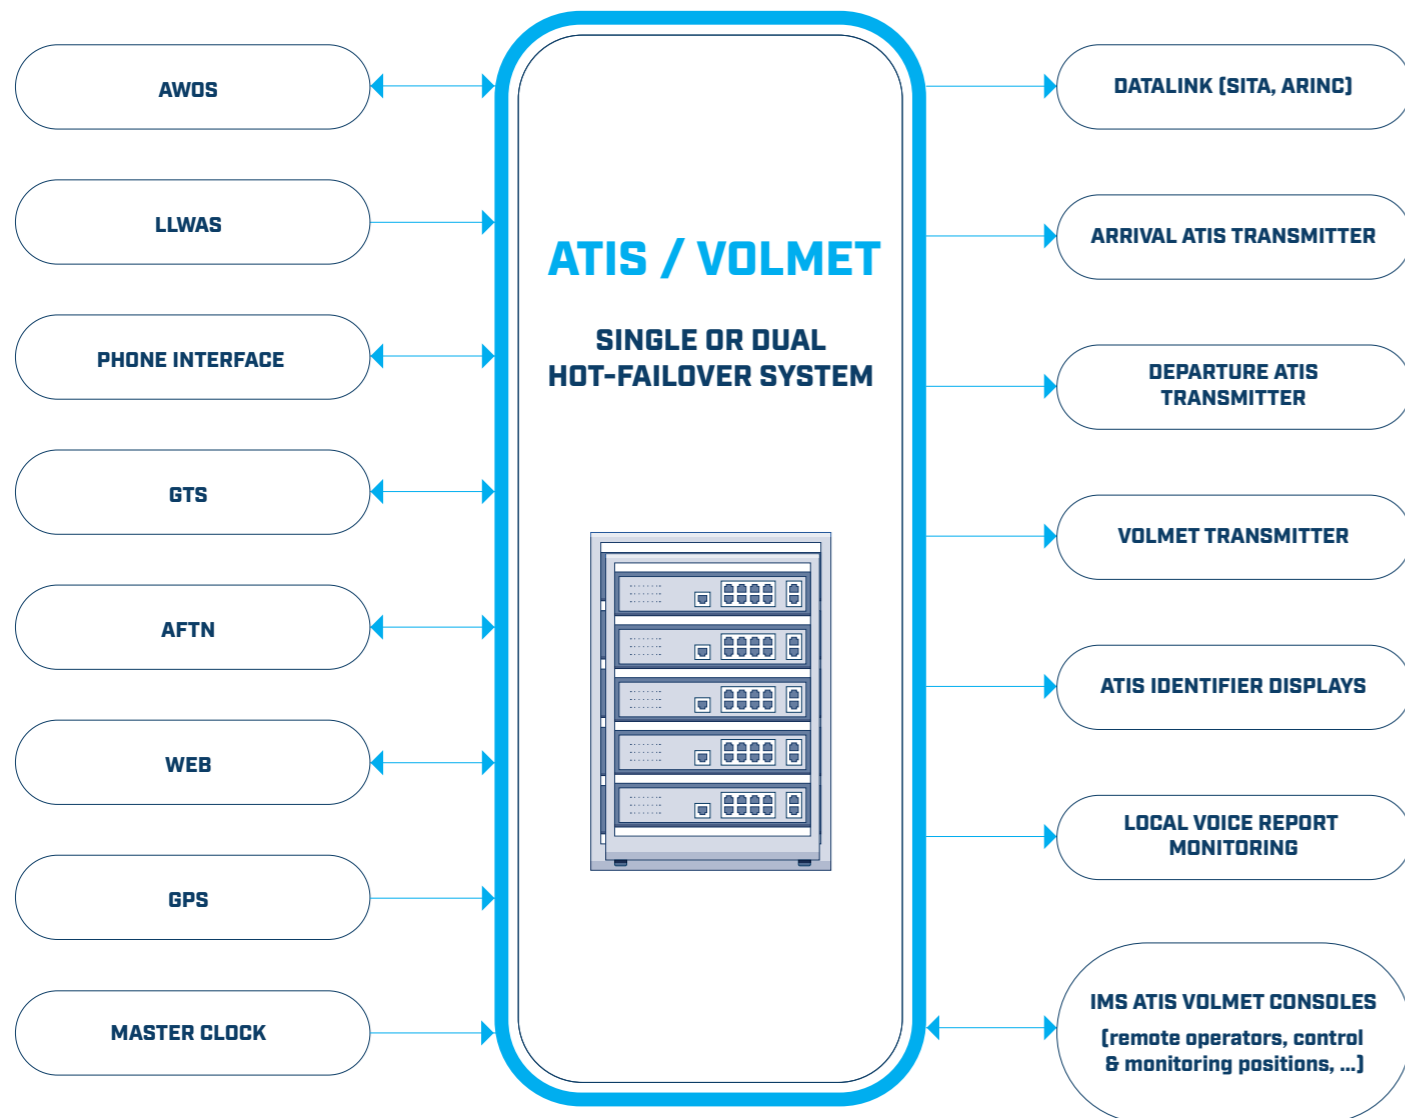 AWOS
LLWAS
PHONE INTERFACE
GTS
AFTN
WEB
GPS
MASTER CLOCK
ATIS / VOLMET
SINGLE OR DUAL
HOT-FAILOVER SYSTEM
DATALINK (SITA, ARINC)
ARRIVAL ATIS TRANSMITTER
DEPARTURE ATIS
TRANSMITTER
VOLMET TRANSMITTER
ATIS IDENTIFIER DISPLAYS
LOCAL VOICE REPORT
MONITORING
IMS ATIS VOLMET CONSOLES
(remote operators, control
& monitoring positions, ...)